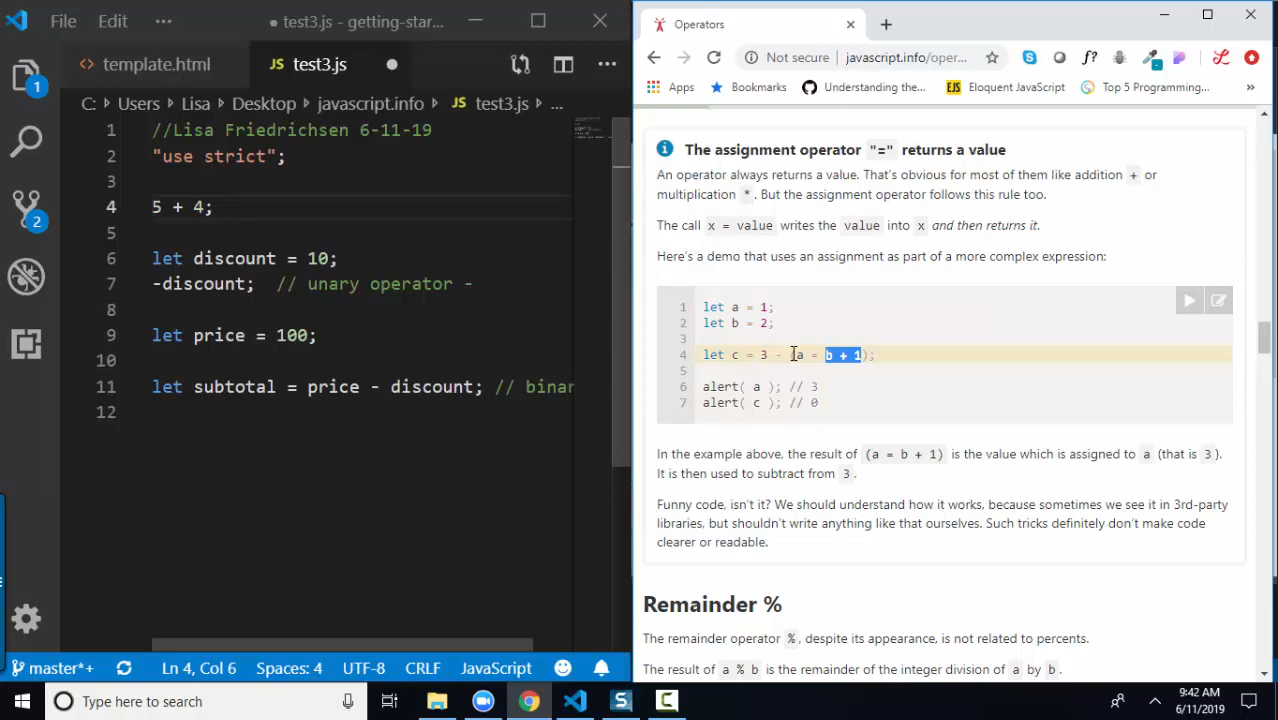 File Edit ··· ● test3.js - getting-star...
template.html JS test3.js ● ···
C: > Users > Lisa > Desktop > javascript.info > JS test3.js > ...
1 //Lisa Friedrichsen 6-11-19
2 "use strict";
3
4 5 + 4;
5
6 let discount = 10;
7 -discount; // unary operator -
8
9 let price = 100;
10
11 let subtotal = price - discount; // binar
12
1
2
master*+ Ln 4, Col 6 Spaces: 4 UTF-8 CRLF JavaScript
Operators
Not secure | javascript.info/oper...
Apps Bookmarks Understanding the... EJS Eloquent JavaScript Top 5 Programming... »
The assignment operator "=" returns a value
An operator always returns a value. That's obvious for most of them like addition + or
multiplication *. But the assignment operator follows this rule too.
The call x = value writes the value into x and then returns it.
Here's a demo that uses an assignment as part of a more complex expression:
1 let a = 1;
2 let b = 2;
3
4 let c = 3 - (a = b + 1);
5
6 alert( a ); // 3
7 alert( c ); // 0
In the example above, the result of (a = b + 1) is the value which is assigned to a (that is 3).
It is then used to subtract from 3.
Funny code, isn't it? We should understand how it works, because sometimes we see it in 3rd-party
libraries, but shouldn't write anything like that ourselves. Such tricks definitely don't make code
clearer or readable.
Remainder %
The remainder operator %, despite its appearance, is not related to percents.
The result of a % b is the remainder of the integer division of a by b.
Type here to search
9:42 AM
6/11/2019